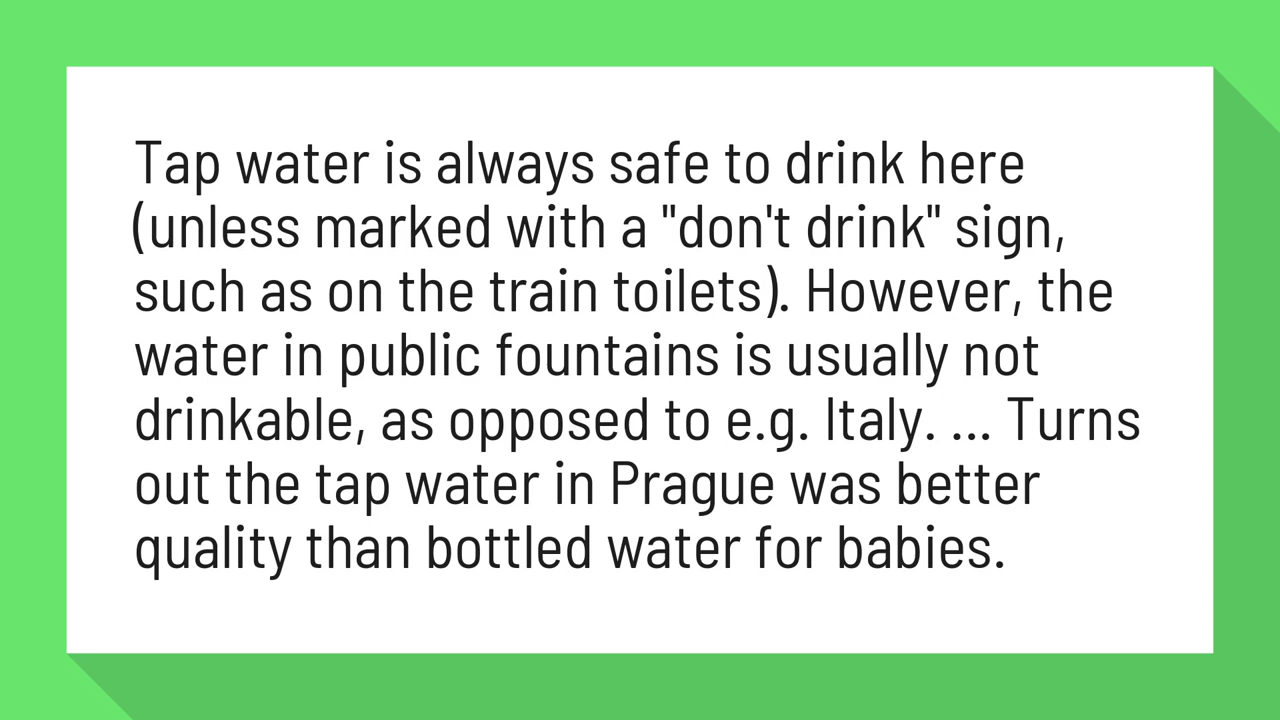 Tap water is always safe to drink here
(unless marked with a "don't drink" sign,
such as on the train toilets). However, the
water in public fountains is usually not
drinkable, as opposed to e.g. Italy. ... Turns
out the tap water in Prague was better
quality than bottled water for babies.